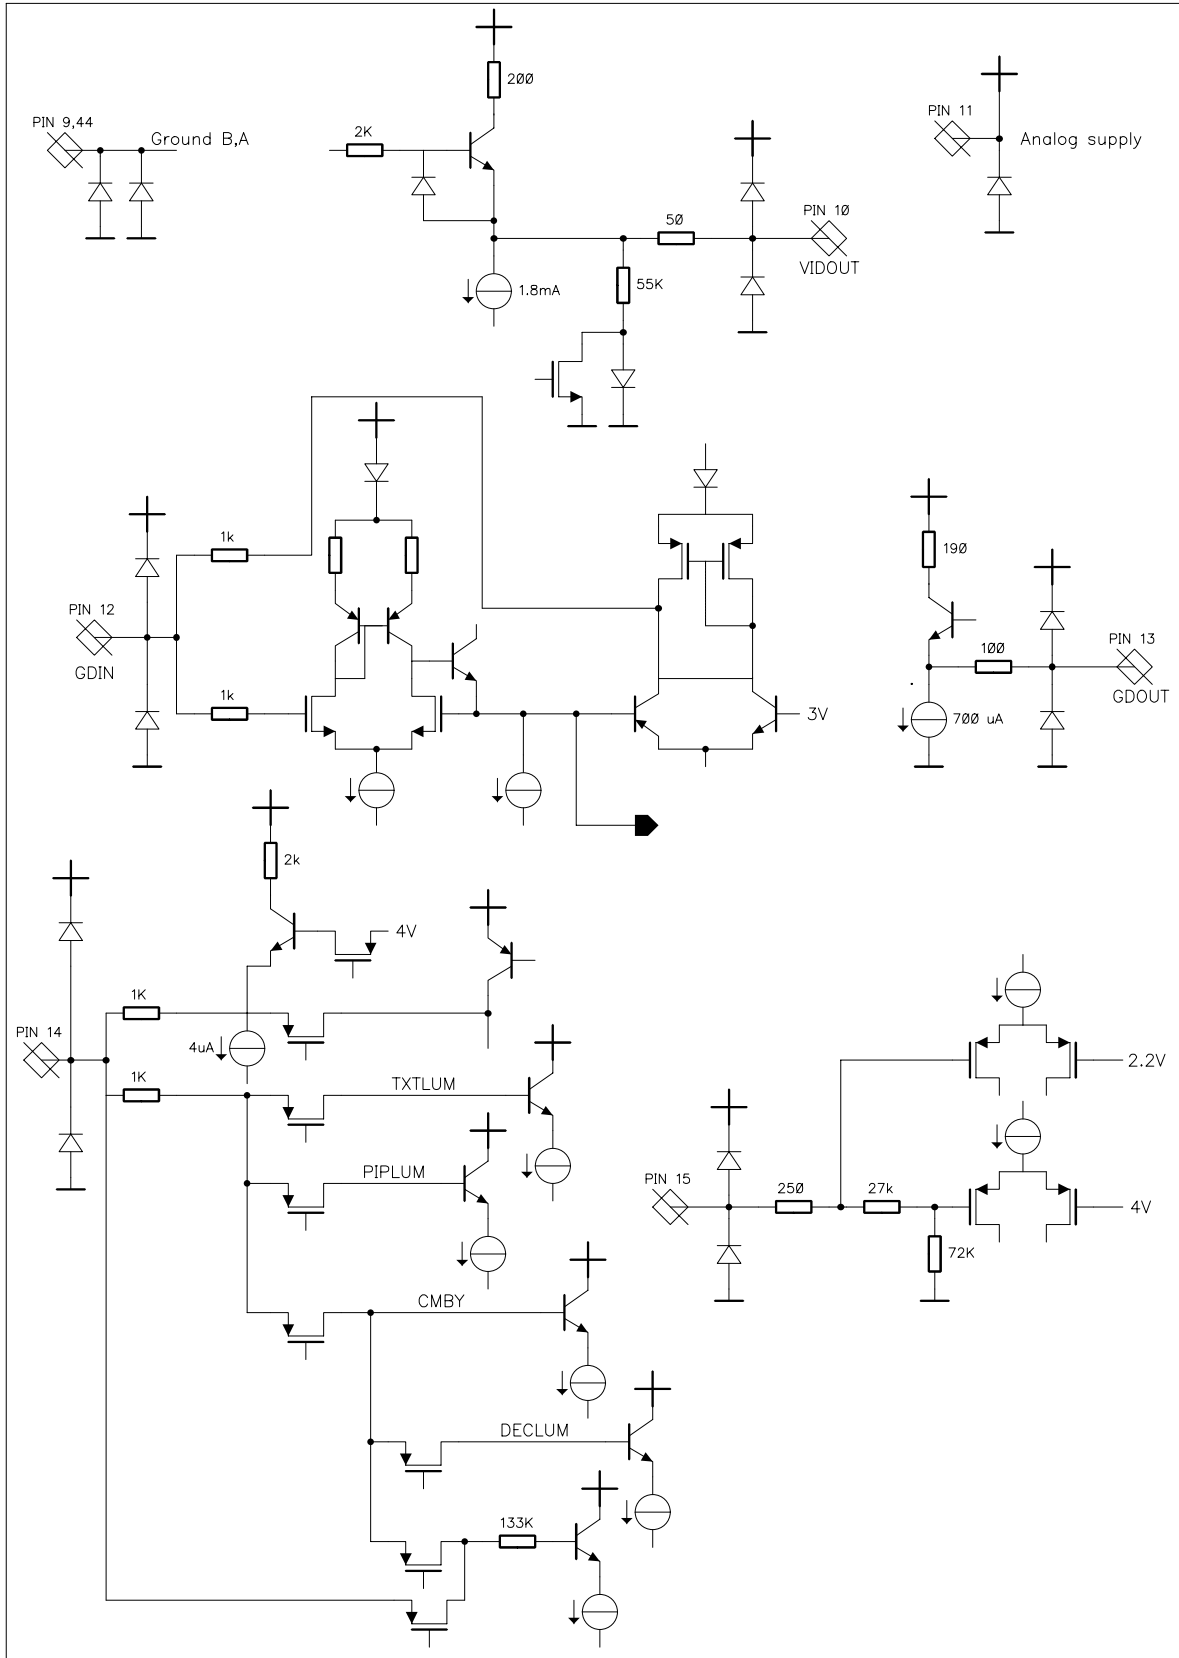 200
PIN 9,44
Ground B,A
2K
PIN 11
Analog supply
50
PIN 10
VIDOUT
55K
1.8mA
1k
190
PIN 12
GDIN
100
PIN 13
GDOUT
1k
3V
700 uA
2k
4V
1K
PIN 14
4uA
2.2V
1K
TXTLUM
PIPLUM
PIN 15
250
27k
4V
72K
CMBY
DECLUM
133K